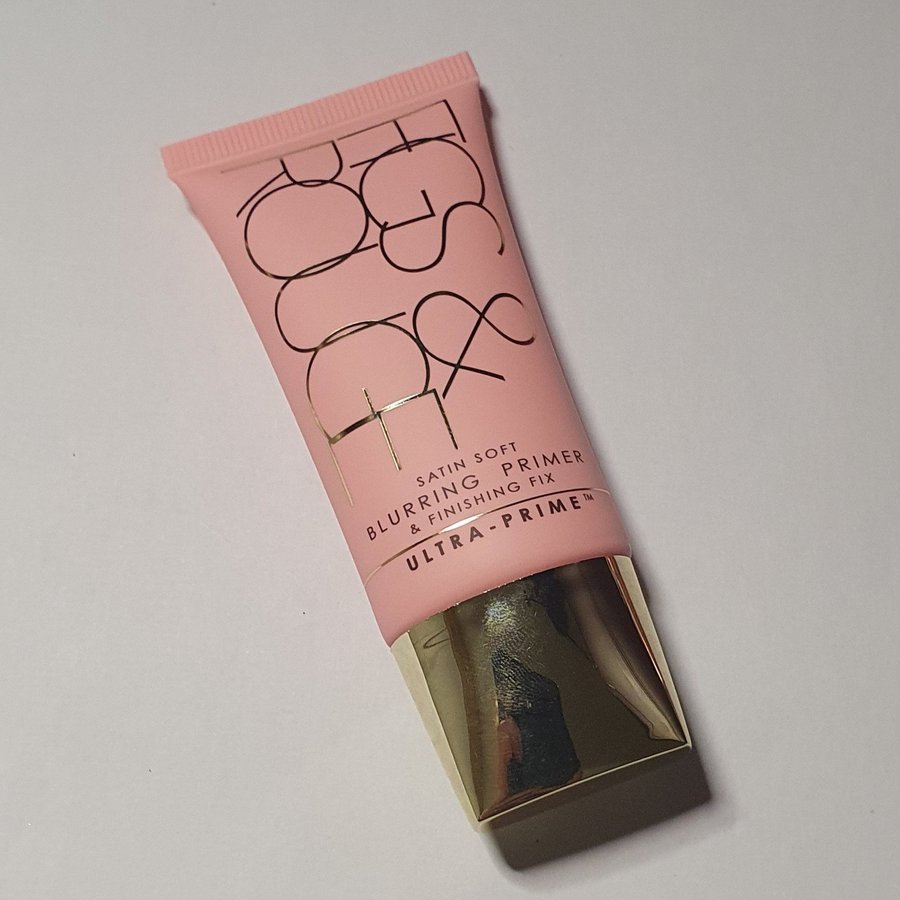 SATIN SOFT
BLURRING PRIMER
& FINISHING FIX
ULTRA-PRIME™